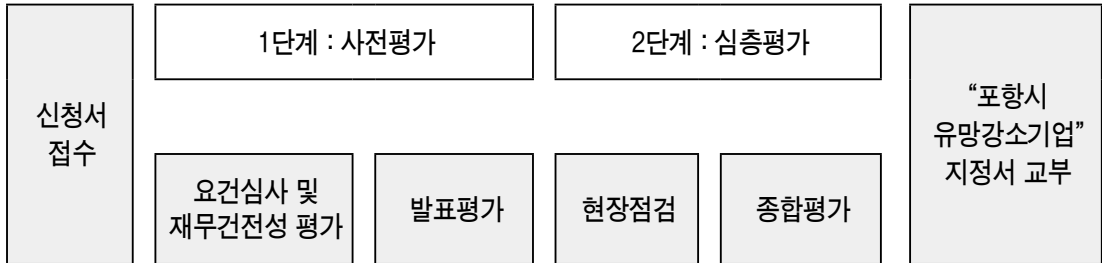 신청서
접수
1단계 : 사전평가
요건심사 및
재무건전성 평가
발표평가
2단계 : 심층평가
현장점검
종합평가
“포항시
유망강소기업”
지정서 교부